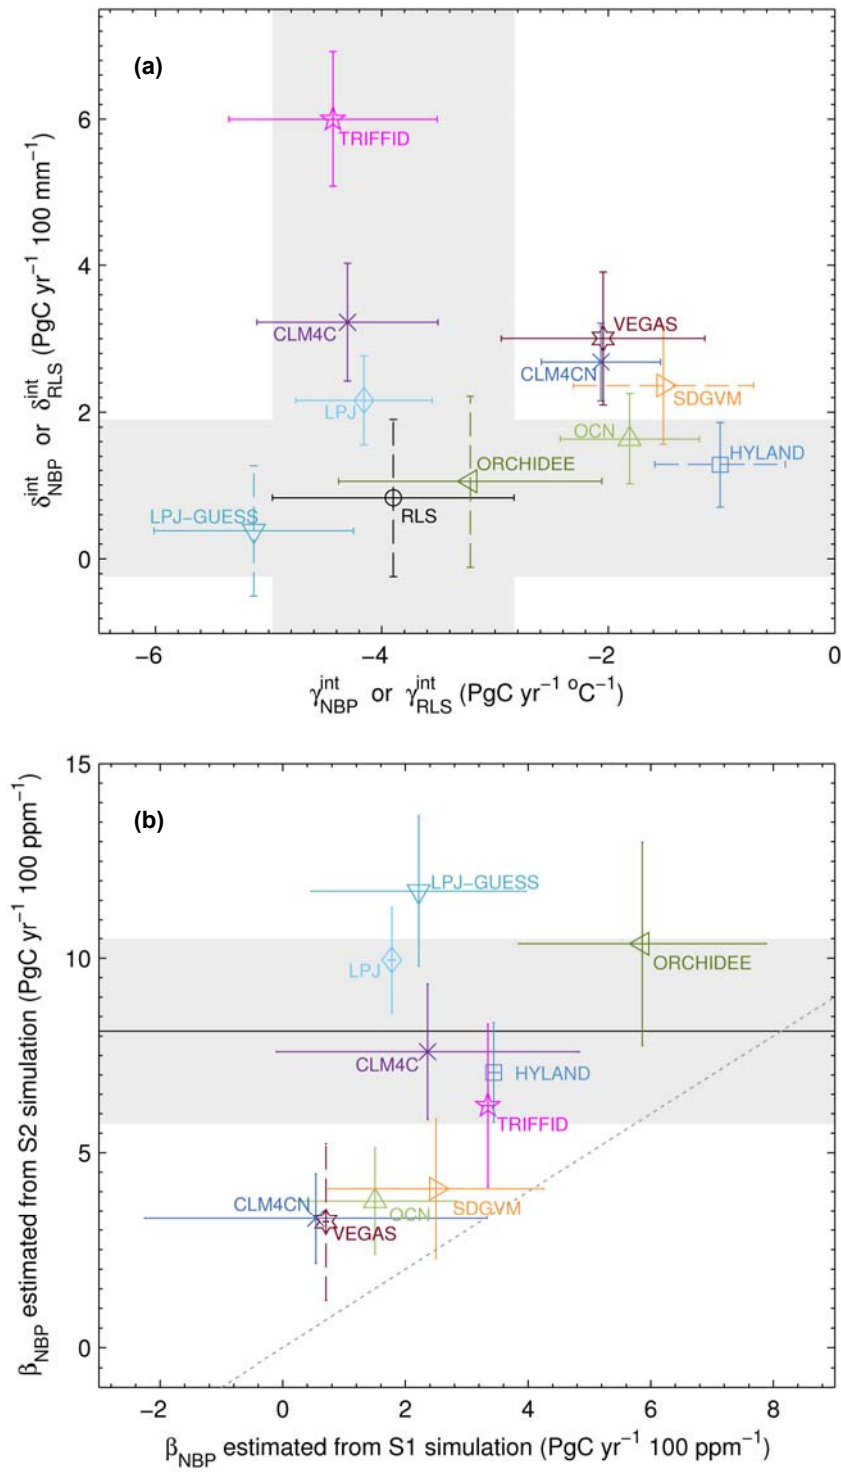 (a)
6
TRIFFID
4
CLM4C
VEGAS
CLM4CN
SDGVM
LPJ
2
OCN
HYLAND
ORCHIDEE
LPJ−GUESS
RLS
0
−6 −4 −2 0
δ^int_NBP or δ^int_RLS (PgC yr⁻¹ 100 mm⁻¹)
γ^int_NBP or γ^int_RLS (PgC yr⁻¹ °C⁻¹)
15
(b)
LPJ−GUESS
10
LPJ
ORCHIDEE
CLM4C
HYLAND
TRIFFID
5
CLM4CN
OCN
SDGVM
VEGAS
0
−2 0 2 4 6 8
β_NBP estimated from S2 simulation (PgC yr⁻¹ 100 ppm⁻¹)
β_NBP estimated from S1 simulation (PgC yr⁻¹ 100 ppm⁻¹)